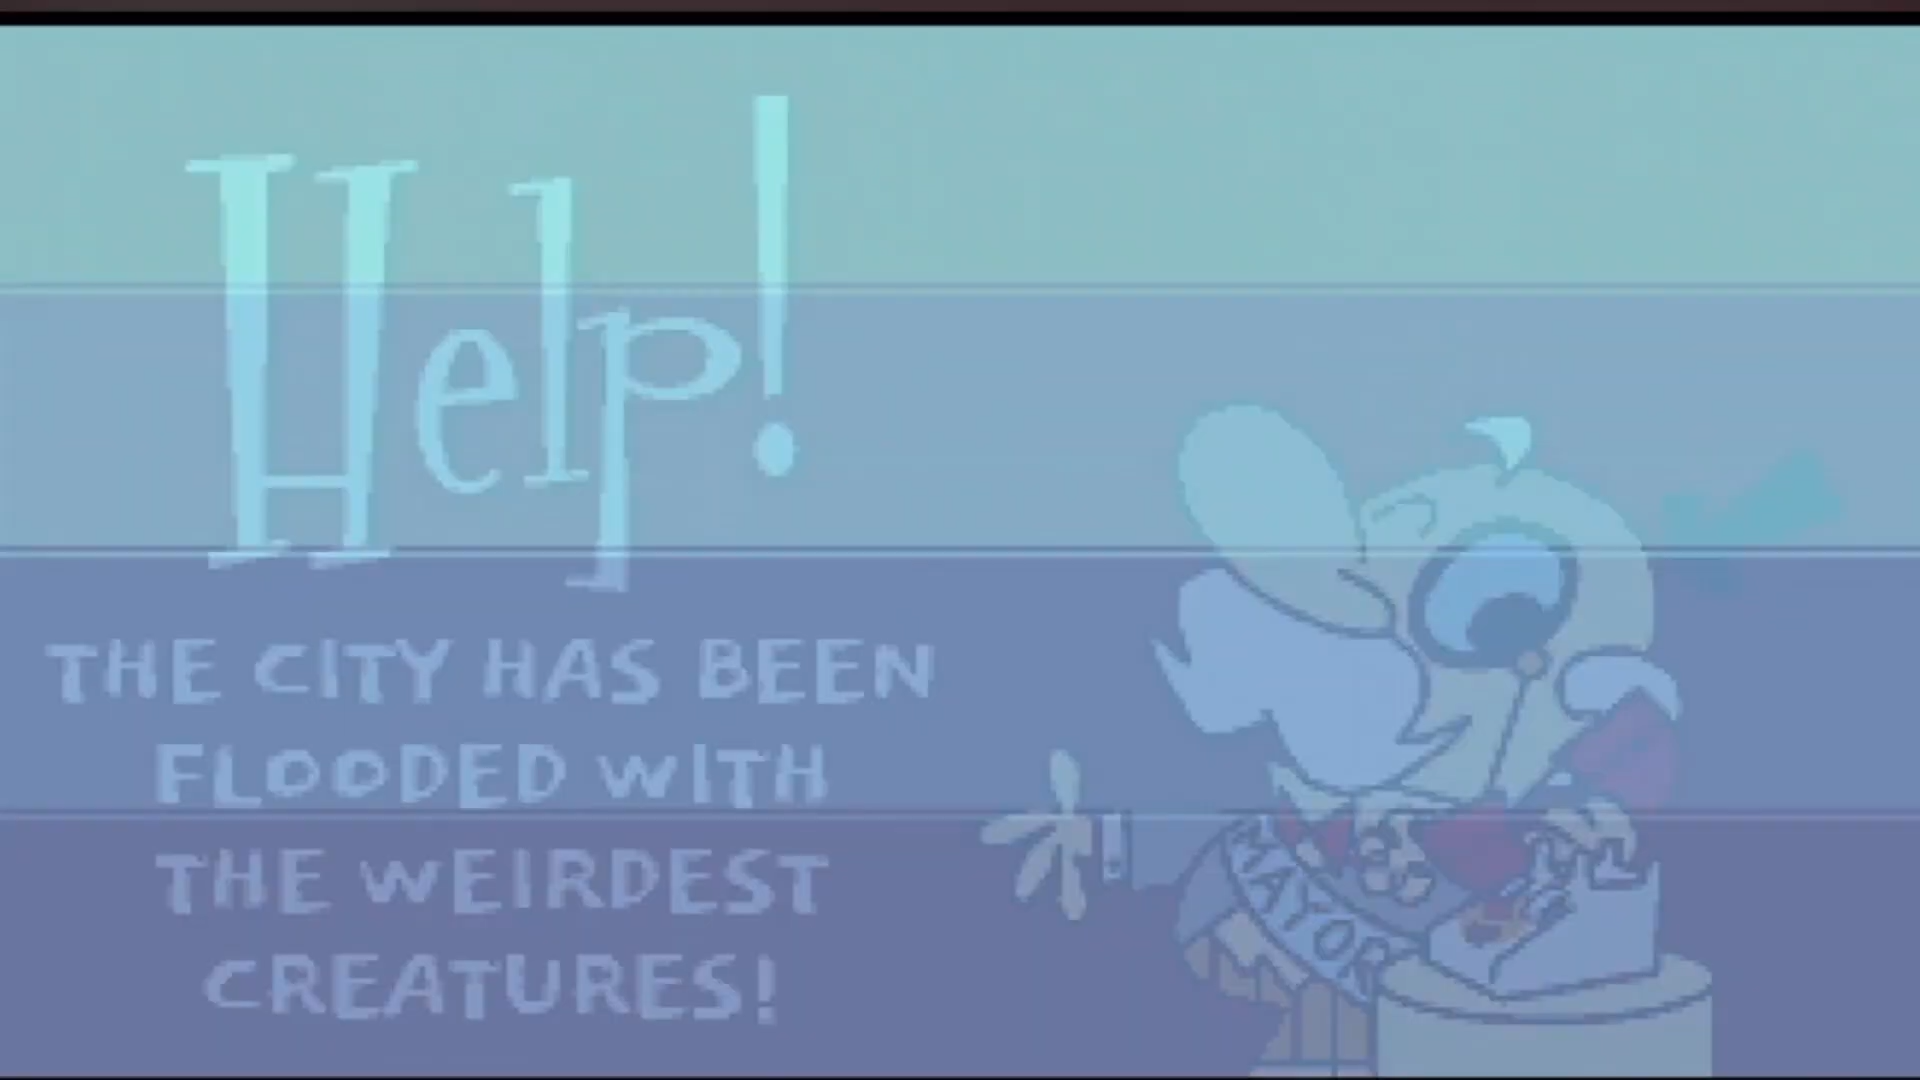 Help!
THE CITY HAS BEEN
FLOODED WITH
THE WEIRDEST
CREATURES!
MAYOR